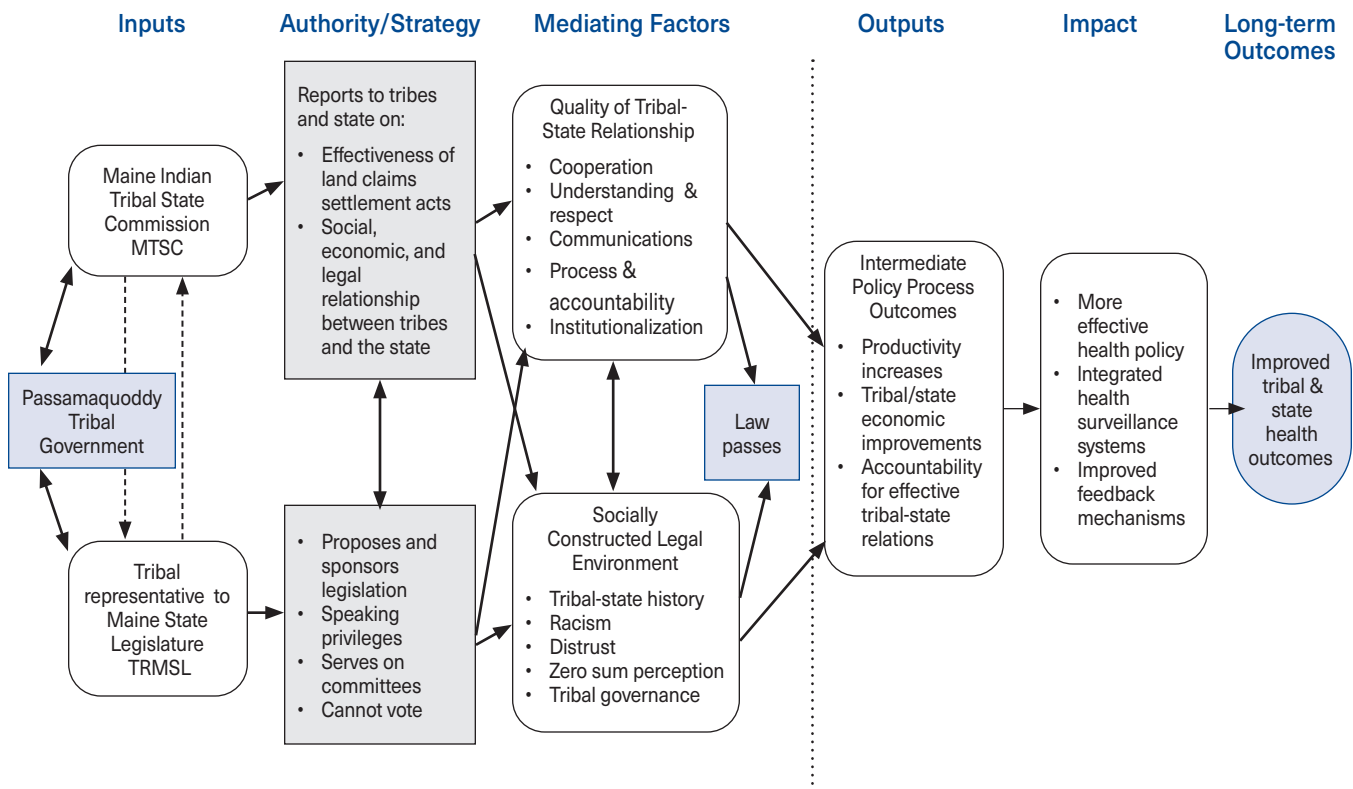 Inputs
Authority/Strategy
Mediating Factors
Outputs
Impact
Long-term
Outcomes
Maine Indian
Tribal State
Commission
MTSC
Passamaquoddy
Tribal
Government
Tribal
representative to
Maine State
Legislature
TRMSL
Reports to tribes
and state on:
• Effectiveness of
land claims
settlement acts
• Social,
economic, and
legal
relationship
between tribes
and the state
• Proposes and
sponsors
legislation
• Speaking
privileges
• Serves on
committees
• Cannot vote
Quality of Tribal-
State Relationship
• Cooperation
• Understanding &
respect
• Communications
• Process &
accountability
• Institutionalization
Socially
Constructed Legal
Environment
• Tribal-state history
• Racism
• Distrust
• Zero sum perception
• Tribal governance
Law
passes
Intermediate
Policy Process
Outcomes
• Productivity
increases
• Tribal/state
economic
improvements
• Accountability
for effective
tribal-state
relations
• More
effective
health policy
• Integrated
health
surveillance
systems
• Improved
feedback
mechanisms
Improved
tribal &
state
health
outcomes